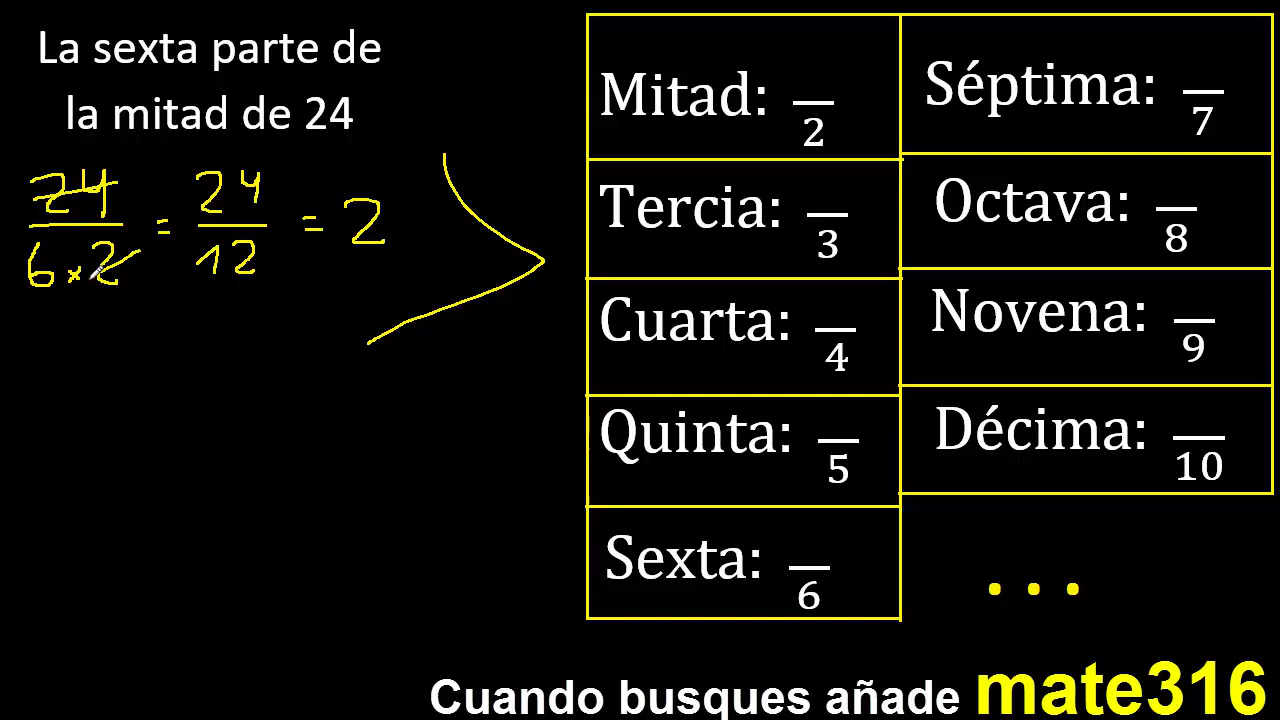 La sexta parte de
la mitad de 24
24/6×2 = 24/12 = 2
Mitad: /2
Tercia: /3
Cuarta: /4
Quinta: /5
Sexta: /6
Séptima: /7
Octava: /8
Novena: /9
Décima: /10
...
Cuando busques añade mate316